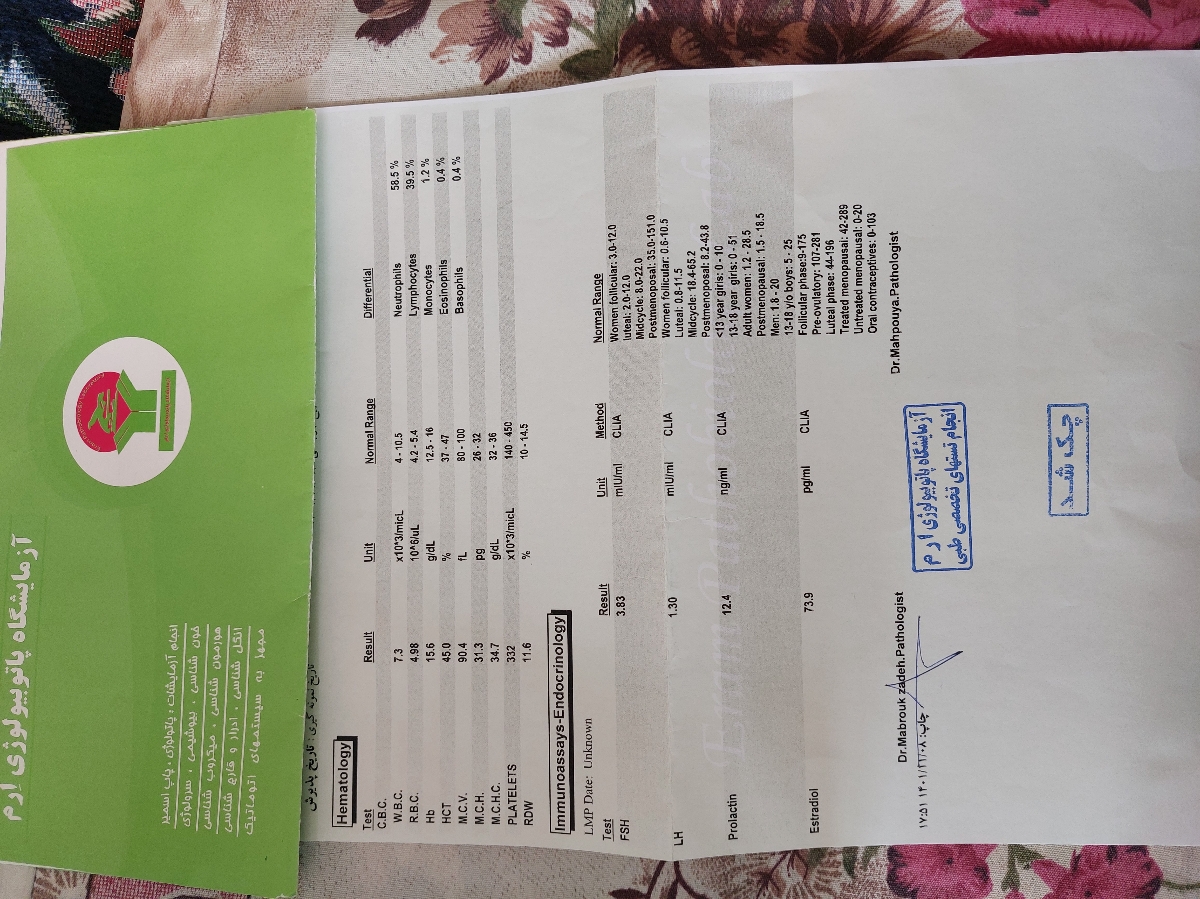 آزمایشگاه پاتوبیولوژی ارم
انجام آزمایشات : پاتولوژی ، پاپ اسمیر
خون شناسی ، بیوشیمی ، سرولوژی
هورمون شناسی ، میکروب شناسی
انگل شناسی ، ادرار و قارچ شناسی
مجهز به سیستمهای اتوماتیک
تاریخ پذیرش
Hematology
Test Result Unit Normal Range Differential
C.B.C.
W.B.C. 7.3 x10*3/micL 4 - 10.5 Neutrophils 58.5 %
R.B.C. 4.98 10^6/uL 4.2 - 5.4 Lymphocytes 39.5 %
Hb 15.6 g/dL 12.5 - 16 Monocytes 1.2 %
HCT 45.0 % 37 - 47 Eosinophils 0.4 %
M.C.V. 90.4 fL 80 - 100 Basophils 0.4 %
M.C.H. 31.3 pg 26 - 32
M.C.H.C. 34.7 g/dL 32 - 36
PLATELETS 332 x10*3/micL 140 - 450
RDW 11.6 % 10 - 14.5
Immunoassays-Endocrinology
LMP Date: Unknown
Test Result Unit Method Normal Range
FSH 3.83 mIU/ml CLIA Women follicular: 3.0-12.0
luteal: 2.0-12.0
Midcycle: 8.0-22.0
Postmenoposal: 35.0-151.0
LH 1.30 mIU/ml CLIA Women follicular: 0.6-10.5
Luteal: 0.8-11.5
Midcycle: 18.4-65.2
Postmenoposal: 8.2-43.8
Prolactin 12.4 ng/ml CLIA <13 year giris: 0 - 10
13-18 year girls: 0 - 51
Adult women: 1.2 - 28.5
Postmenopausal: 1.5 - 18.5
Men: 1.8 - 20
13-18 y/o boys: 5 - 25
Estradiol 73.9 pg/ml CLIA Follicular phase:9-175
Pre-ovulatory: 107-281
Luteal phase: 44-196
Treated menopausal: 42-289
Untreated menopausal: 0-20
Oral contraceptives: 0-103
Dr.Mabrouk zadeh.Pathologist Dr.Mahpouya.Pathologist
آزمایشگاه پاتوبیولوژی ارم
انجام تستهای تخصصی طبی
چک شد